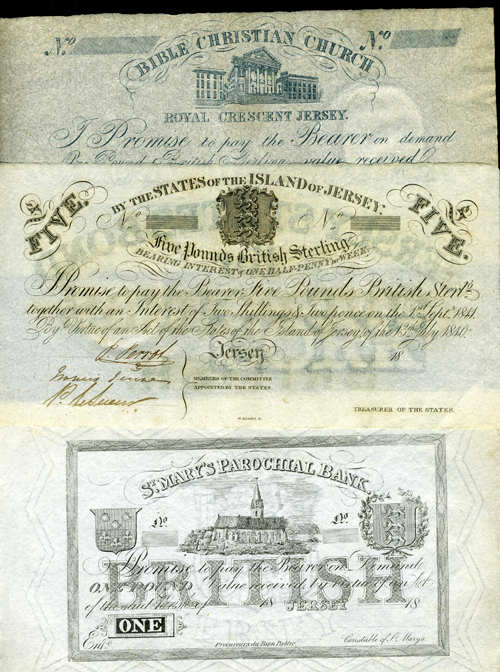 No No
BIBLE CHRISTIAN CHURCH
ROYAL CRESCENT JERSEY.
I Promise to pay the Bearer on demand
One Pound British Sterling value received
FIVE. BY THE STATES OF THE ISLAND OF JERSEY. FIVE.
No No
Five Pounds British Sterling
BEARING INTEREST OF ONE HALF-PENNY PR WEEK.
I Promise to pay the Bearer Five Pounds British Sterl.
together with an Interest of Two Shillings & two pence on the 1st Sept. 1841.
By Virtue of an Act of the States of the Island of Jersey, of the 13th May 1840.
Jersey 18
MEMBERS OF THE COMMITTEE
APPOINTED BY THE STATES.
TREASURER OF THE STATES.
ST. MARY'S PAROCHIAL BANK
No No
I Promise to pay the Bearer on Demand
ONE POUND Value received by virtue of an Act
of the said Parish of 18 JERSEY 18
BRITISH
ONE
Ent. Procureurs du Bien Public. Constable of St. Mary's